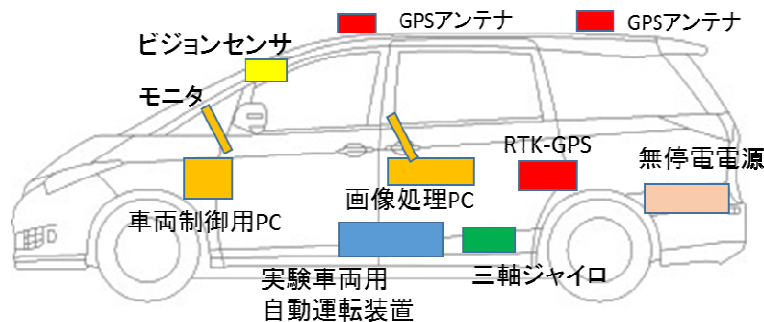 GPSアンテナ
GPSアンテナ
ビジョンセンサ
モニタ
RTK-GPS
無停電電源
車両制御用PC
画像処理PC
実験車両用
自動運転装置
三軸ジャイロ